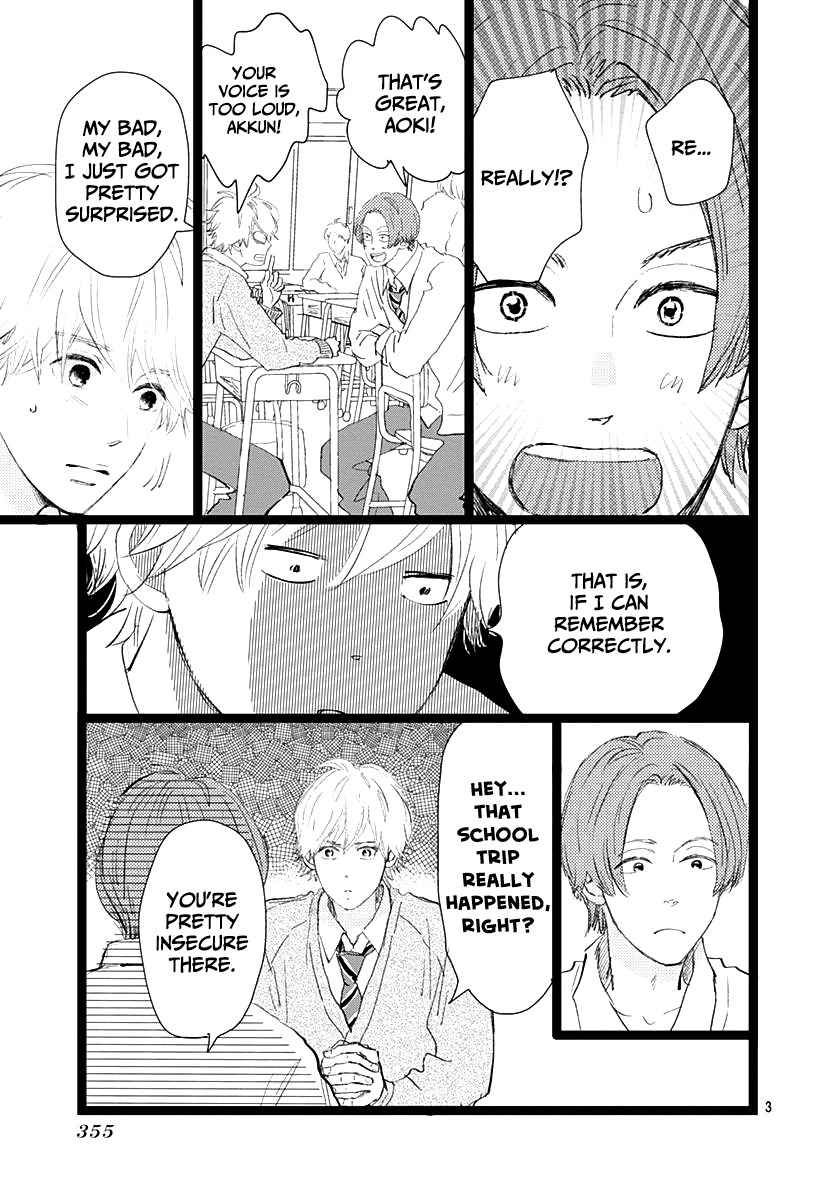 RE...
REALLY!?
THAT'S
GREAT,
AOKI!
YOUR
VOICE IS
TOO LOUD,
AKKUN!
MY BAD,
MY BAD,
I JUST GOT
PRETTY
SURPRISED.
THAT IS,
IF I CAN
REMEMBER
CORRECTLY.
HEY...
THAT
SCHOOL
TRIP
REALLY
HAPPENED,
RIGHT?
YOU'RE
PRETTY
INSECURE
THERE.
3
355